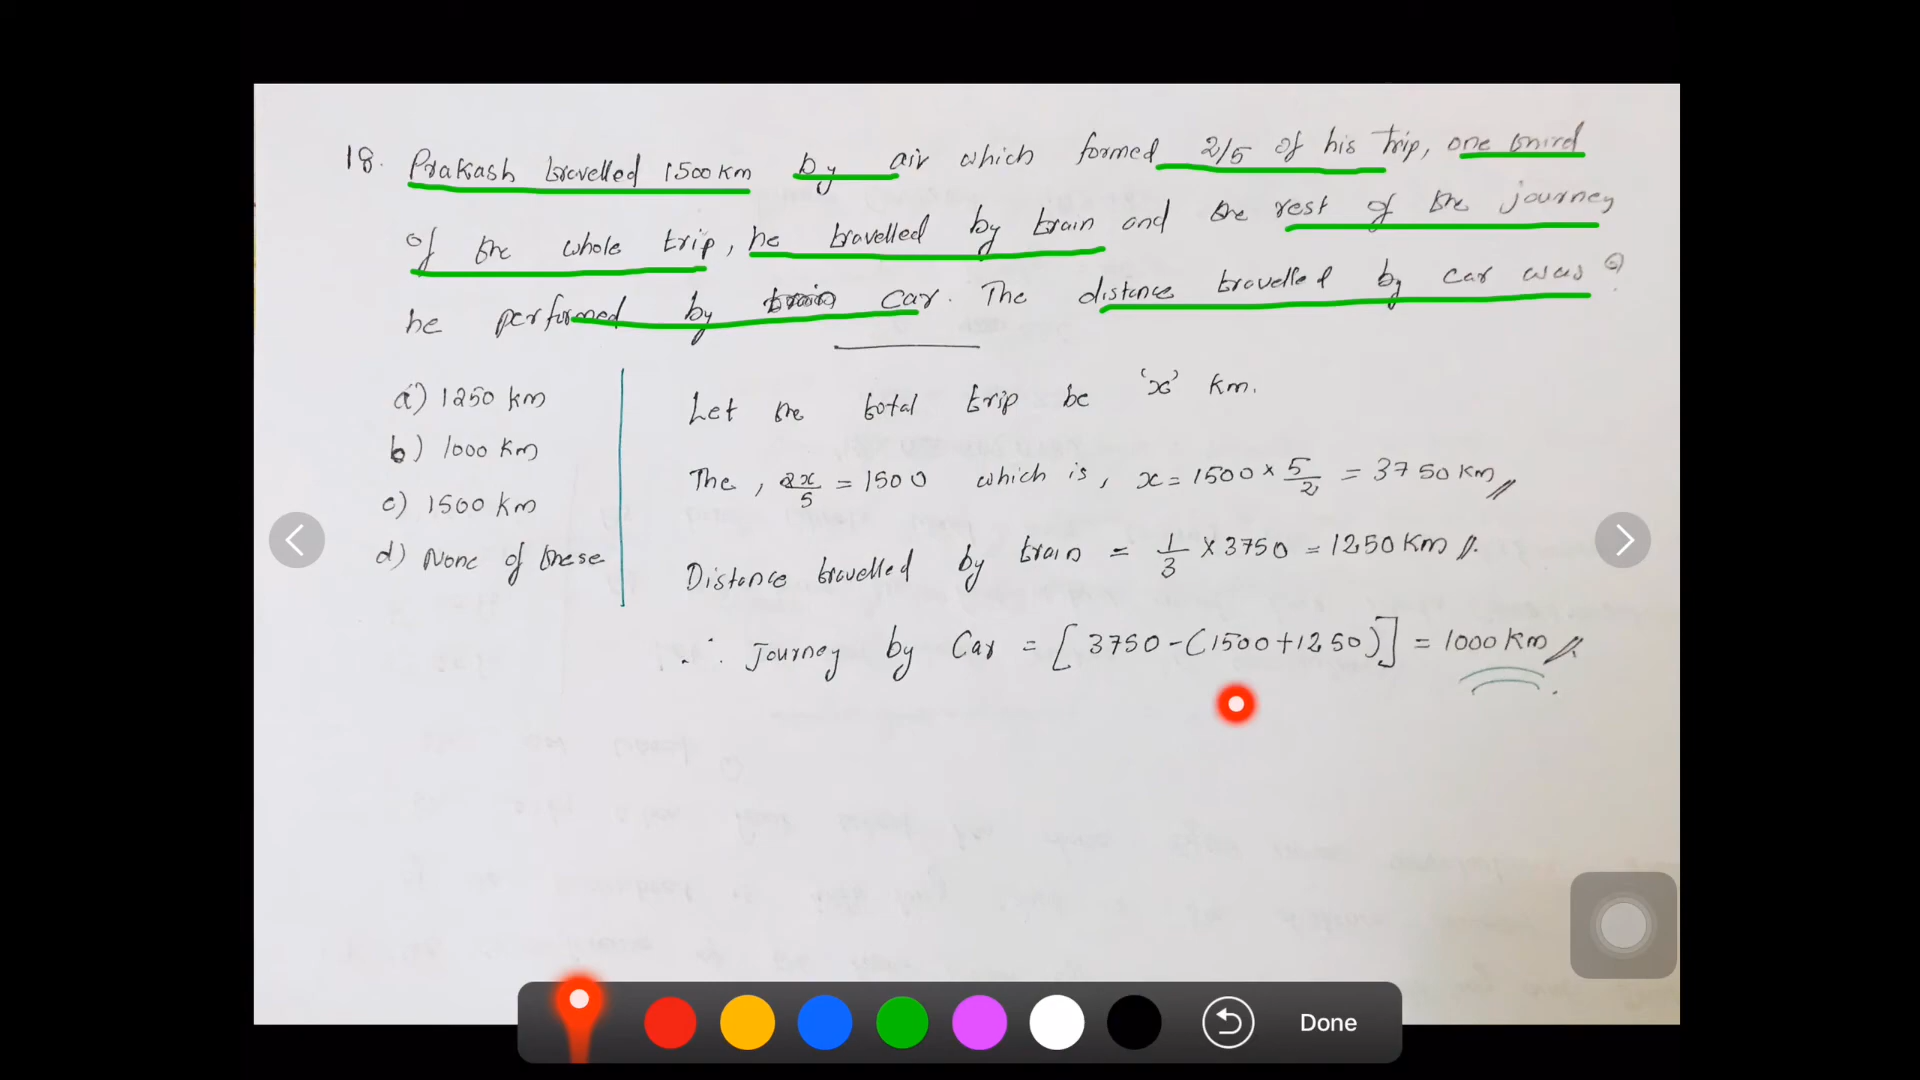 18. Prakash travelled 1500 km by air which formed 2/5 of his trip, one third
of the whole trip, he travelled by train and the rest of the journey
he performed by car. The distance travelled by car was?
a) 1250 km
b) 1000 km
c) 1500 km
d) None of these
Let the total trip be 'x' km.
The, 2x/5 = 1500 which is, x = 1500 × 5/2 = 3750 km
Distance travelled by train = 1/3 × 3750 = 1250 Km
∴ Journey by Car = [3750-(1500+1250)] = 1000 km
Done